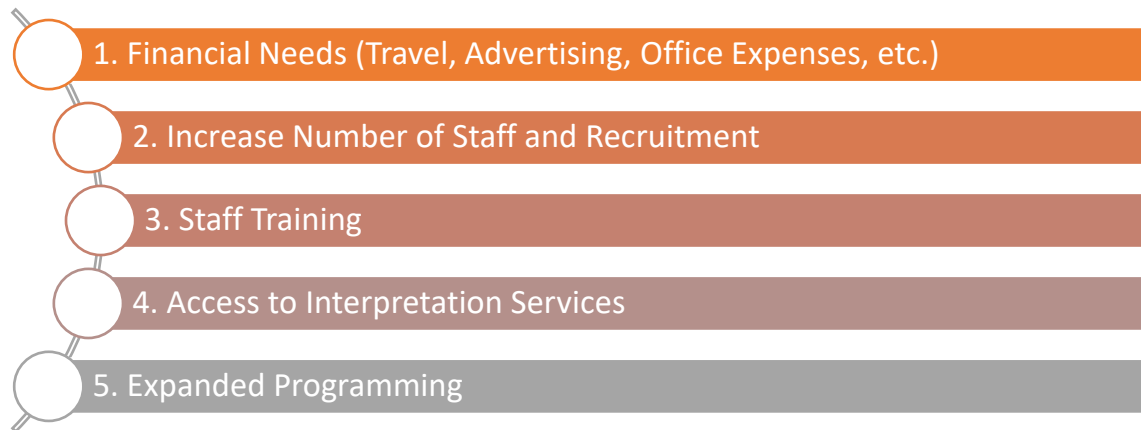 1. Financial Needs (Travel, Advertising, Office Expenses, etc.)
2. Increase Number of Staff and Recruitment
3. Staff Training
4. Access to Interpretation Services
5. Expanded Programming